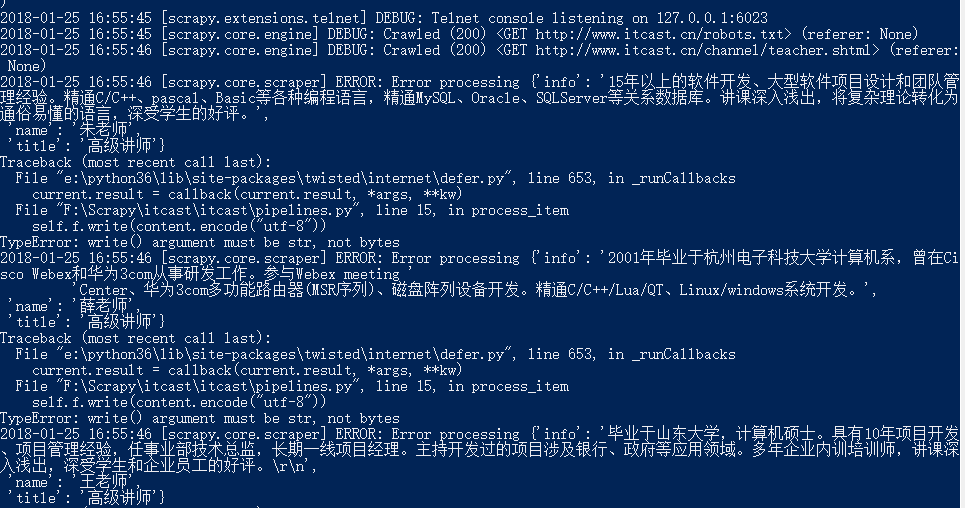 )
2018-01-25 16:55:45 [scrapy.extensions.telnet] DEBUG: Telnet console listening on 127.0.0.1:6023
2018-01-25 16:55:45 [scrapy.core.engine] DEBUG: Crawled (200) <GET http://www.itcast.cn/robots.txt> (referer: None)
2018-01-25 16:55:46 [scrapy.core.engine] DEBUG: Crawled (200) <GET http://www.itcast.cn/channel/teacher.shtml> (referer:
 None)
2018-01-25 16:55:46 [scrapy.core.scraper] ERROR: Error processing {'info': '15年以上的软件开发、大型软件项目设计和团队管
理经验。精通C/C++、pascal、Basic等各种编程语言，精通MySQL、Oracle、SQLServer等关系数据库。讲课深入浅出，将复杂理论转化为
通俗易懂的语言，深受学生的好评。',
 'name': '朱老师',
 'title': '高级讲师'}
Traceback (most recent call last):
  File "e:\python36\lib\site-packages\twisted\internet\defer.py", line 653, in _runCallbacks
    current.result = callback(current.result, *args, **kw)
  File "F:\Scrapy\itcast\itcast\pipelines.py", line 15, in process_item
    self.f.write(content.encode("utf-8"))
TypeError: write() argument must be str, not bytes
2018-01-25 16:55:46 [scrapy.core.scraper] ERROR: Error processing {'info': '2001年毕业于杭州电子科技大学计算机系，曾在Ci
sco Webex和华为3com从事研发工作。参与Webex meeting '
         'Center、华为3com多功能路由器(MSR序列)、磁盘阵列设备开发。精通C/C++/Lua/QT、Linux/windows系统开发。',
 'name': '薛老师',
 'title': '高级讲师'}
Traceback (most recent call last):
  File "e:\python36\lib\site-packages\twisted\internet\defer.py", line 653, in _runCallbacks
    current.result = callback(current.result, *args, **kw)
  File "F:\Scrapy\itcast\itcast\pipelines.py", line 15, in process_item
    self.f.write(content.encode("utf-8"))
TypeError: write() argument must be str, not bytes
2018-01-25 16:55:46 [scrapy.core.scraper] ERROR: Error processing {'info': '毕业于山东大学，计算机硕士。具有10年项目开发
、项目管理经验，任事业部技术总监，长期一线项目经理。主持开发过的项目涉及银行、政府等应用领域。多年企业内训培训师，讲课深
入浅出，深受学生和企业员工的好评。\r\n',
 'name': '王老师',
 'title': '高级讲师'}